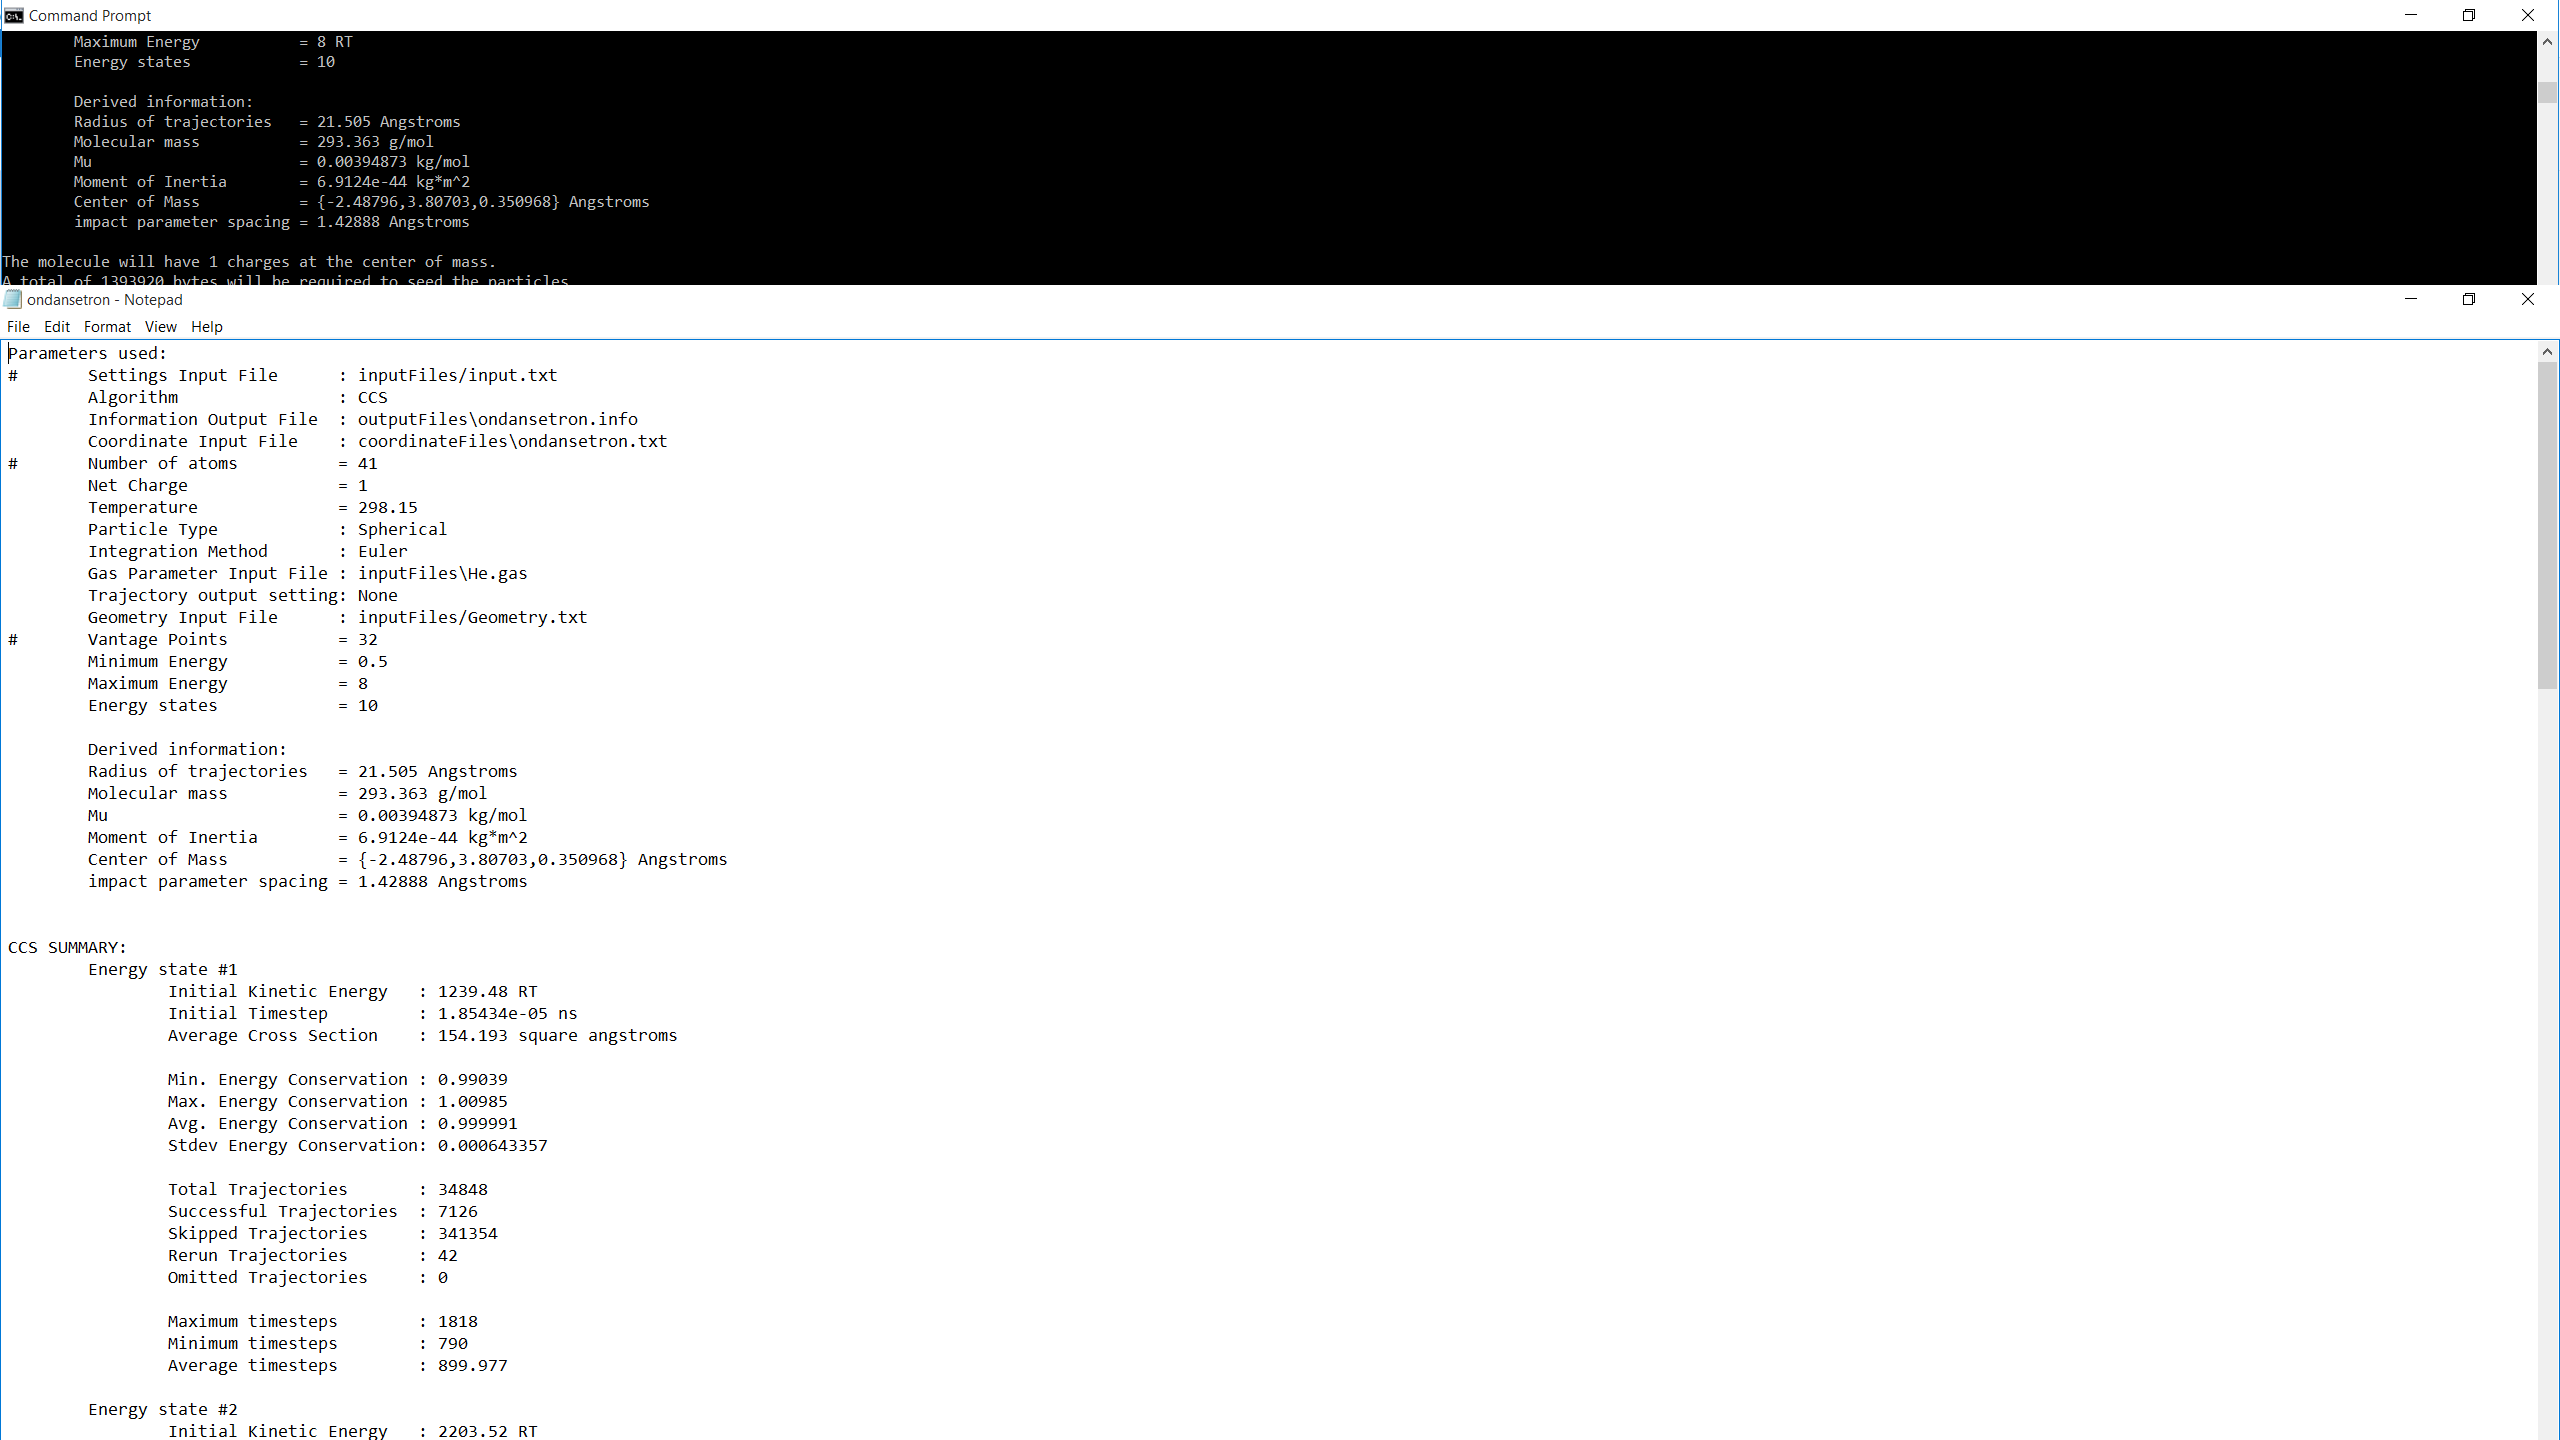 Command Prompt
Maximum Energy = 8 RT
Energy states = 10
Derived information:
Radius of trajectories = 21.505 Angstroms
Molecular mass = 293.363 g/mol
Mu = 0.00394873 kg/mol
Moment of Inertia = 6.9124e-44 kg*m^2
Center of Mass = {-2.48796,3.80703,0.350968} Angstroms
impact parameter spacing = 1.42888 Angstroms
The molecule will have 1 charges at the center of mass.
A total of 1393920 bytes will be required to seed the particles
ondansetron - Notepad
File Edit Format View Help
Parameters used:
# Settings Input File : inputFiles/input.txt
Algorithm : CCS
Information Output File : outputFiles\ondansetron.info
Coordinate Input File : coordinateFiles\ondansetron.txt
# Number of atoms = 41
Net Charge = 1
Temperature = 298.15
Particle Type : Spherical
Integration Method : Euler
Gas Parameter Input File : inputFiles\He.gas
Trajectory output setting: None
Geometry Input File : inputFiles/Geometry.txt
# Vantage Points = 32
Minimum Energy = 0.5
Maximum Energy = 8
Energy states = 10
Derived information:
Radius of trajectories = 21.505 Angstroms
Molecular mass = 293.363 g/mol
Mu = 0.00394873 kg/mol
Moment of Inertia = 6.9124e-44 kg*m^2
Center of Mass = {-2.48796,3.80703,0.350968} Angstroms
impact parameter spacing = 1.42888 Angstroms
CCS SUMMARY:
Energy state #1
Initial Kinetic Energy : 1239.48 RT
Initial Timestep : 1.85434e-05 ns
Average Cross Section : 154.193 square angstroms
Min. Energy Conservation : 0.99039
Max. Energy Conservation : 1.00985
Avg. Energy Conservation : 0.999991
Stdev Energy Conservation: 0.000643357
Total Trajectories : 34848
Successful Trajectories : 7126
Skipped Trajectories : 341354
Rerun Trajectories : 42
Omitted Trajectories : 0
Maximum timesteps : 1818
Minimum timesteps : 790
Average timesteps : 899.977
Energy state #2
Initial Kinetic Energy : 2203.52 RT